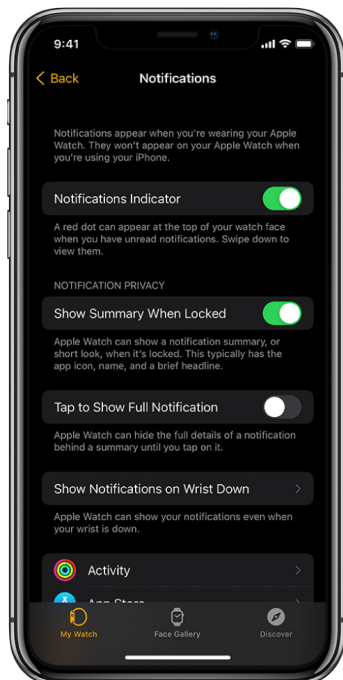 9:41
Back
Notifications
Notifications appear when you're wearing your Apple
Watch. They won't appear on your Apple Watch when
you're using your iPhone.
Notifications Indicator
A red dot can appear at the top of your watch face
when you have unread notifications. Swipe down to
view them.
NOTIFICATION PRIVACY
Show Summary When Locked
Apple Watch can show a notification summary, or
short look, when it's locked. This typically has the
app icon, name, and a brief headline.
Tap to Show Full Notification
Apple Watch can hide the full details of a notification
behind a summary until you tap on it.
Show Notifications on Wrist Down
Apple Watch can show your notifications even when
your wrist is down.
Activity
App Store
My Watch
Face Gallery
Discover